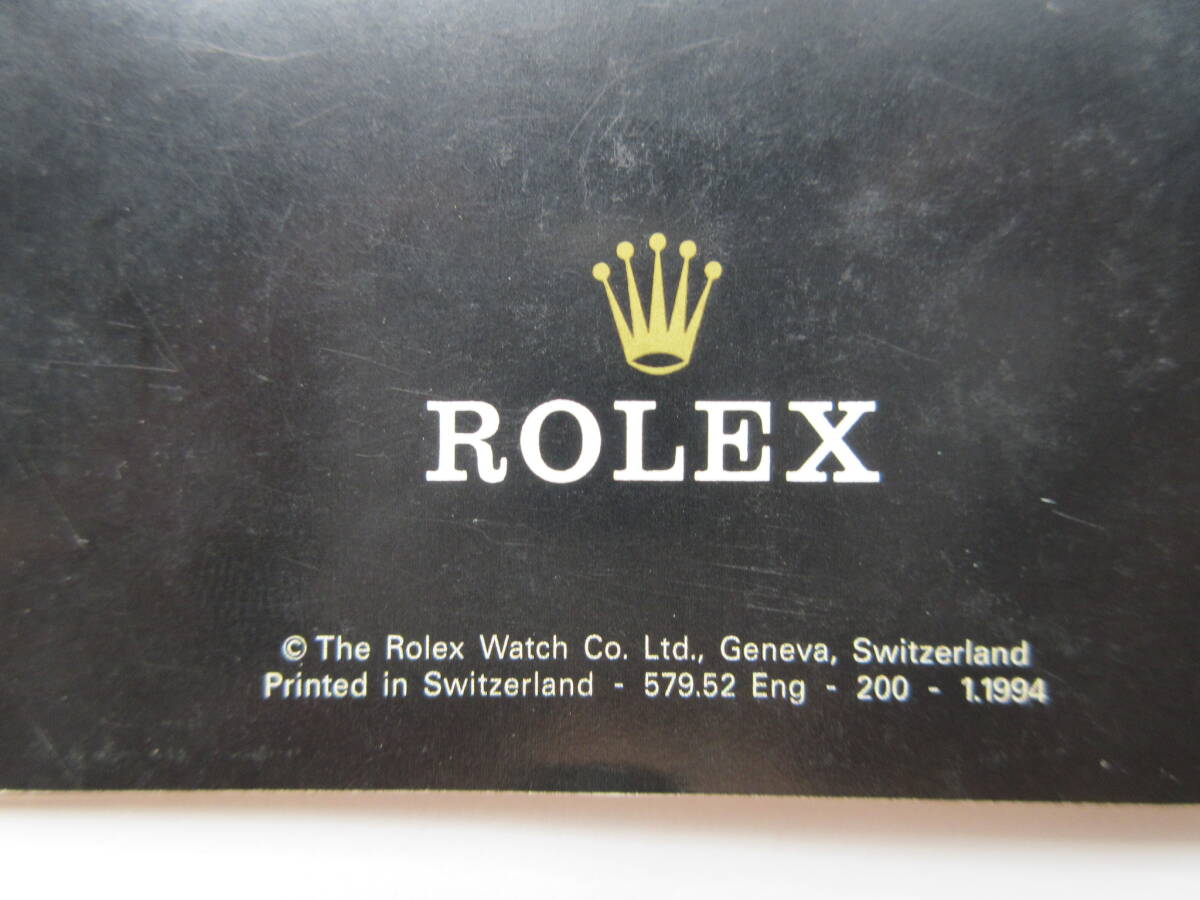 ROLEX
© The Rolex Watch Co. Ltd., Geneva, Switzerland
Printed in Switzerland - 579.52 Eng - 200 - 1.1994